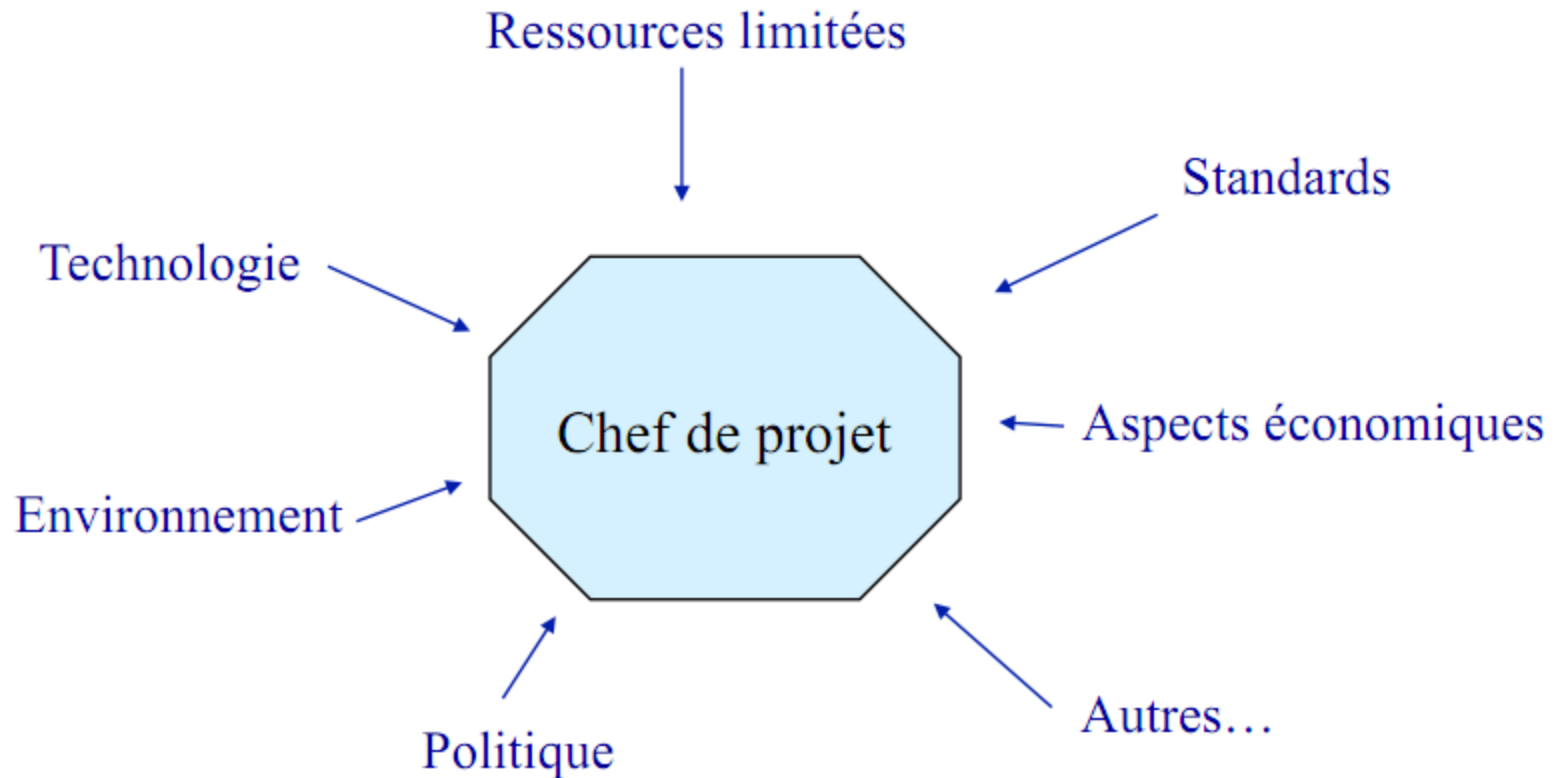 Ressources limitées
Standards
Technologie
Chef de projet
Aspects économiques
Environnement
Autres…
Politique